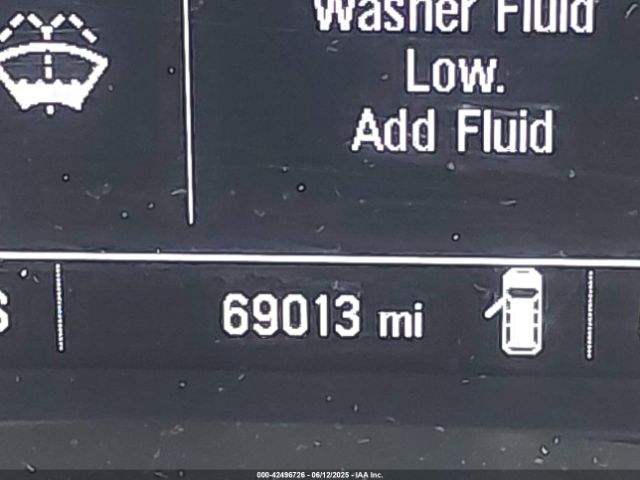 Washer Fluid
Low.
Add Fluid
69013 mi
000-42496726 - 06/12/2025 - IAA Inc.